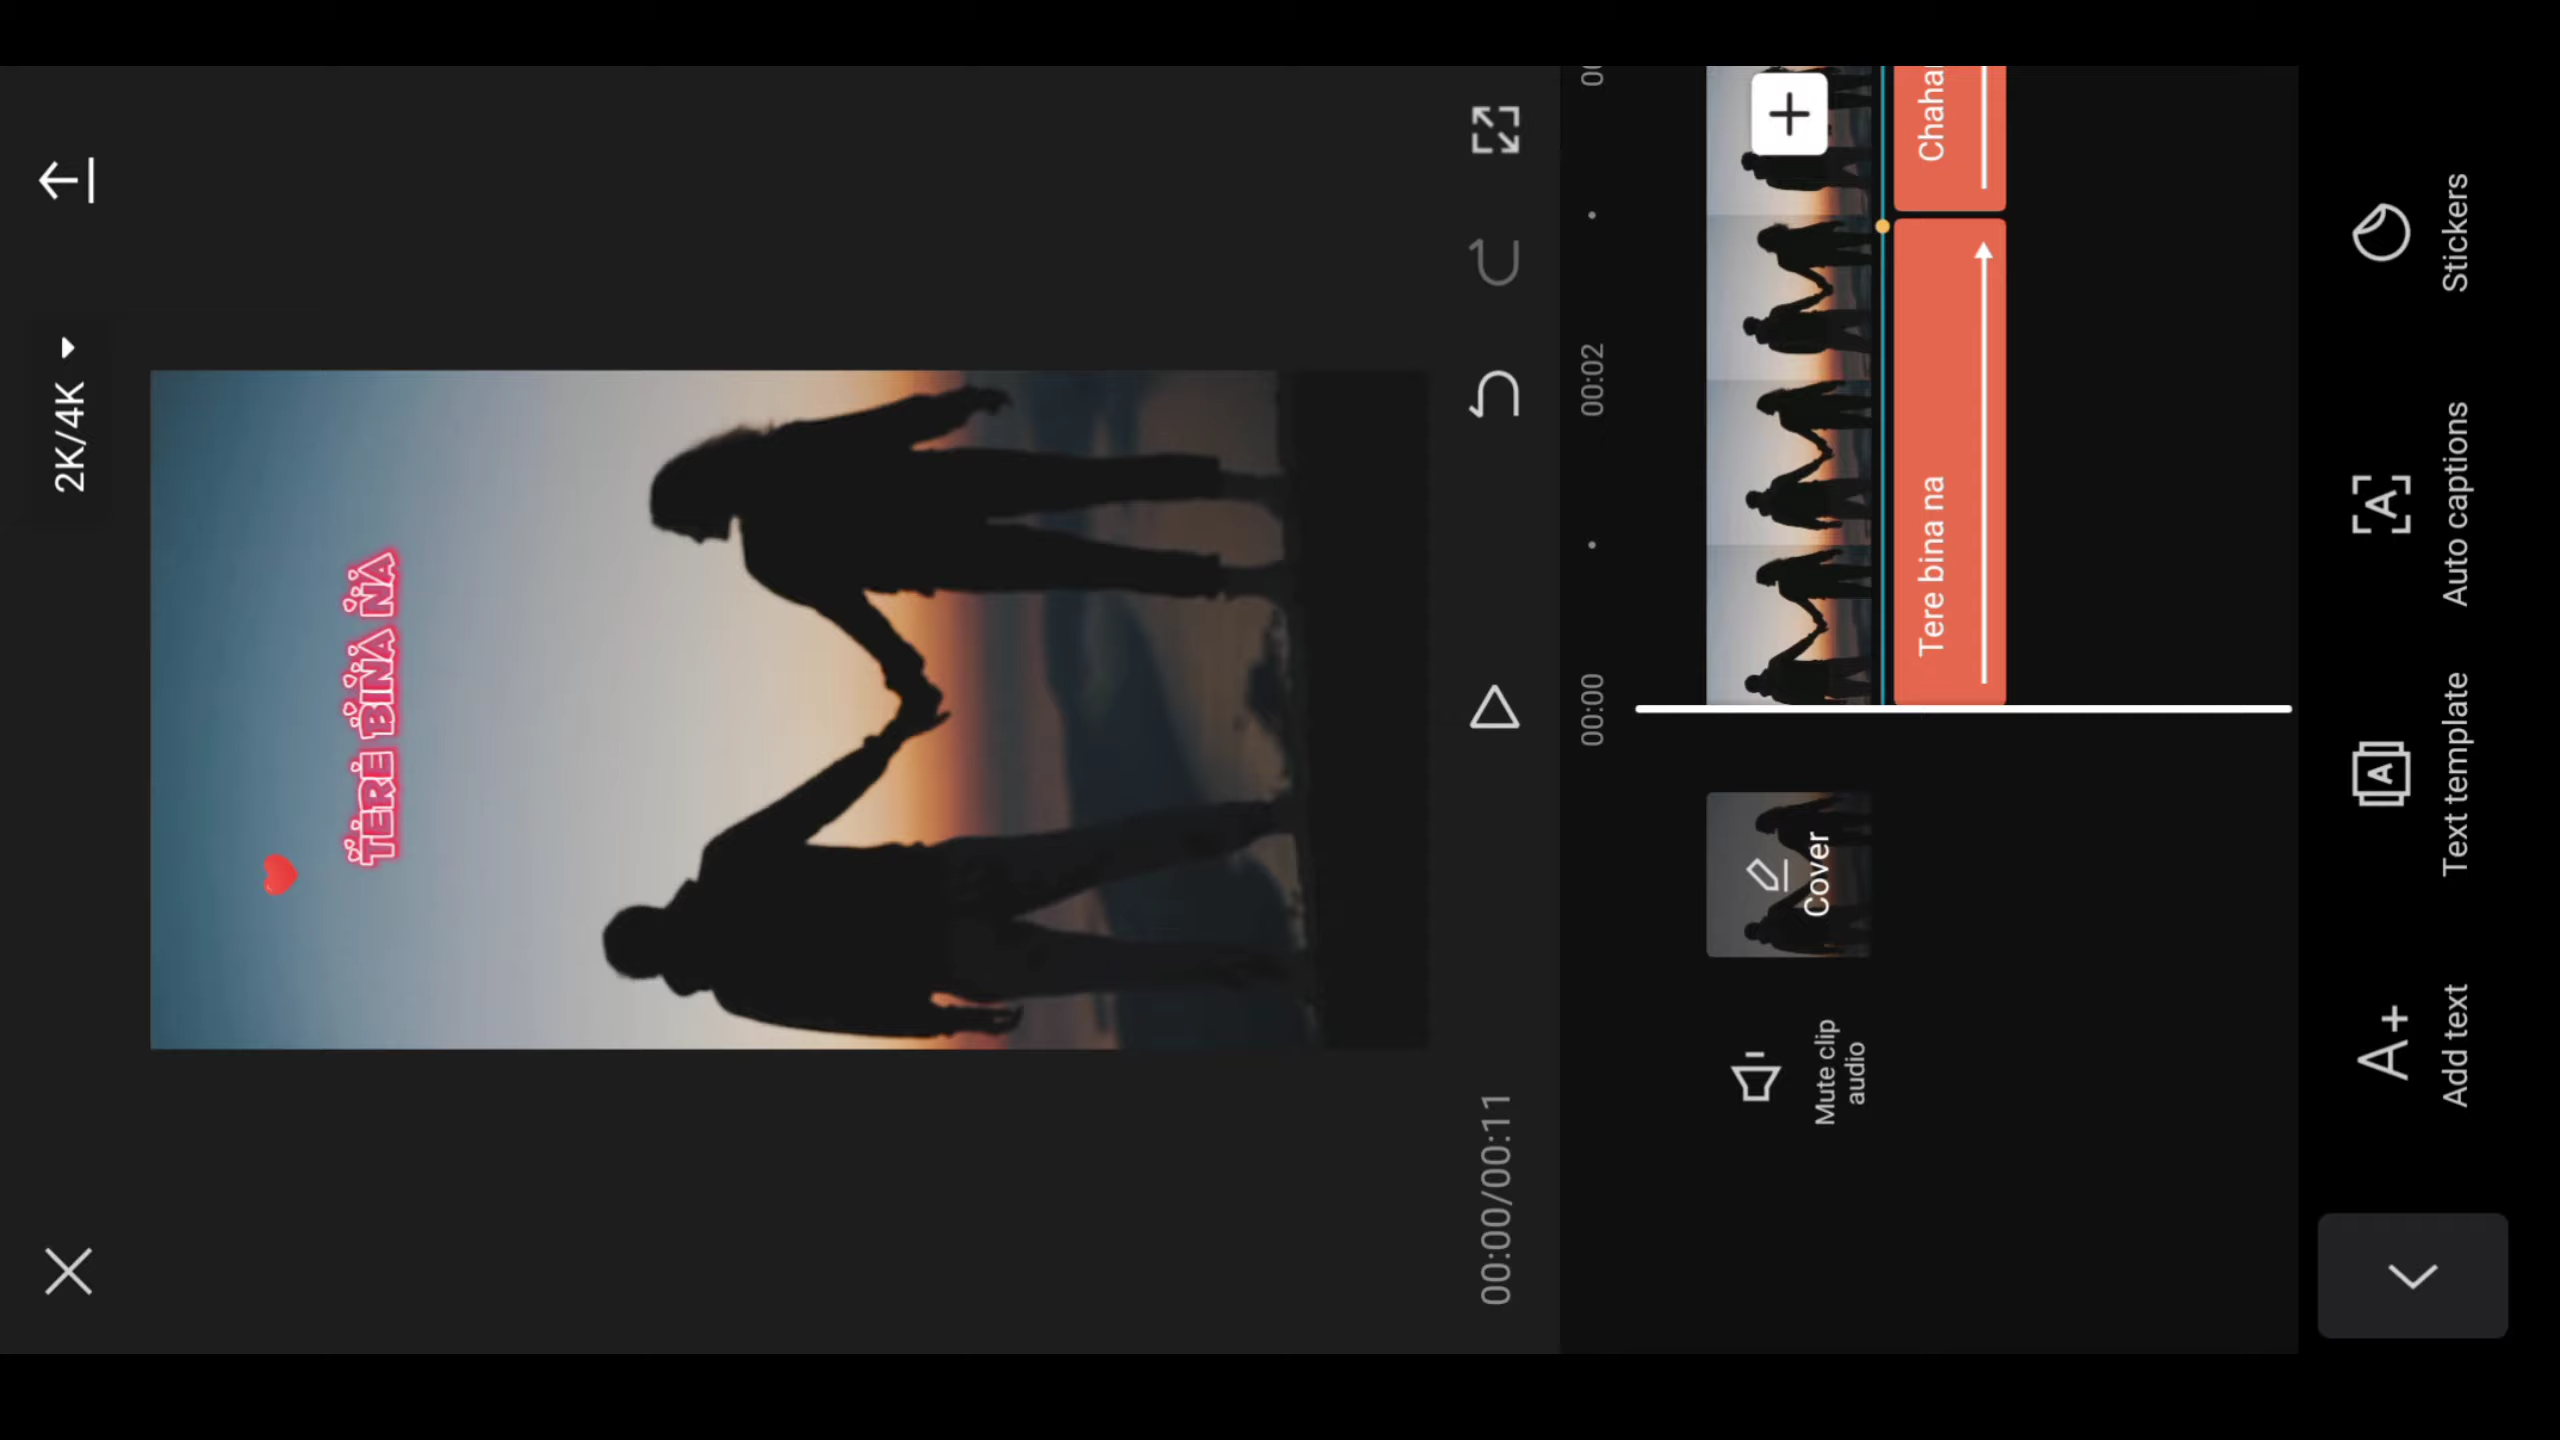 2K/4K
TERE BINA NA
00:00/00:11
00:00
00:02
00
Mute clip
audio
Cover
Tere bina na
Chaha
Add text
Text template
Auto captions
Stickers